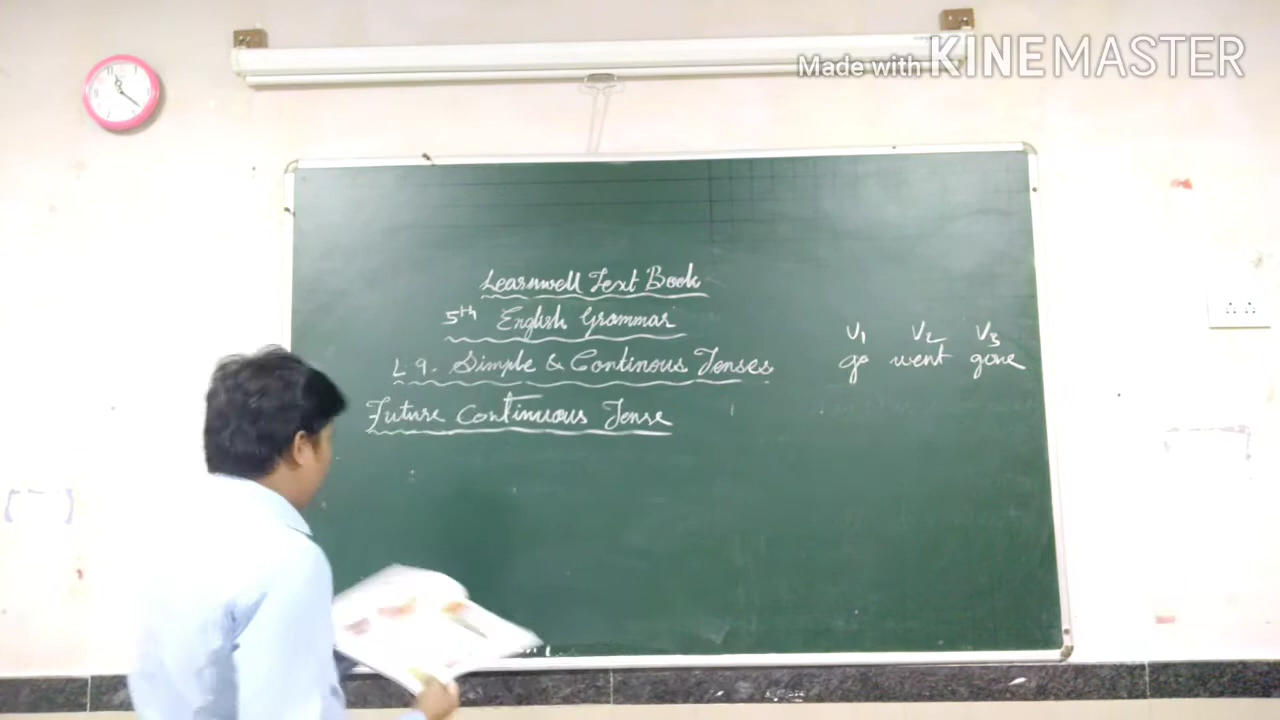 Made with KINEMASTER
Learnwell Text Book
5th English Grammar
L 9. Simple & Continous Tenses
Future Continuous Tense
V1 V2 V3
go went gone